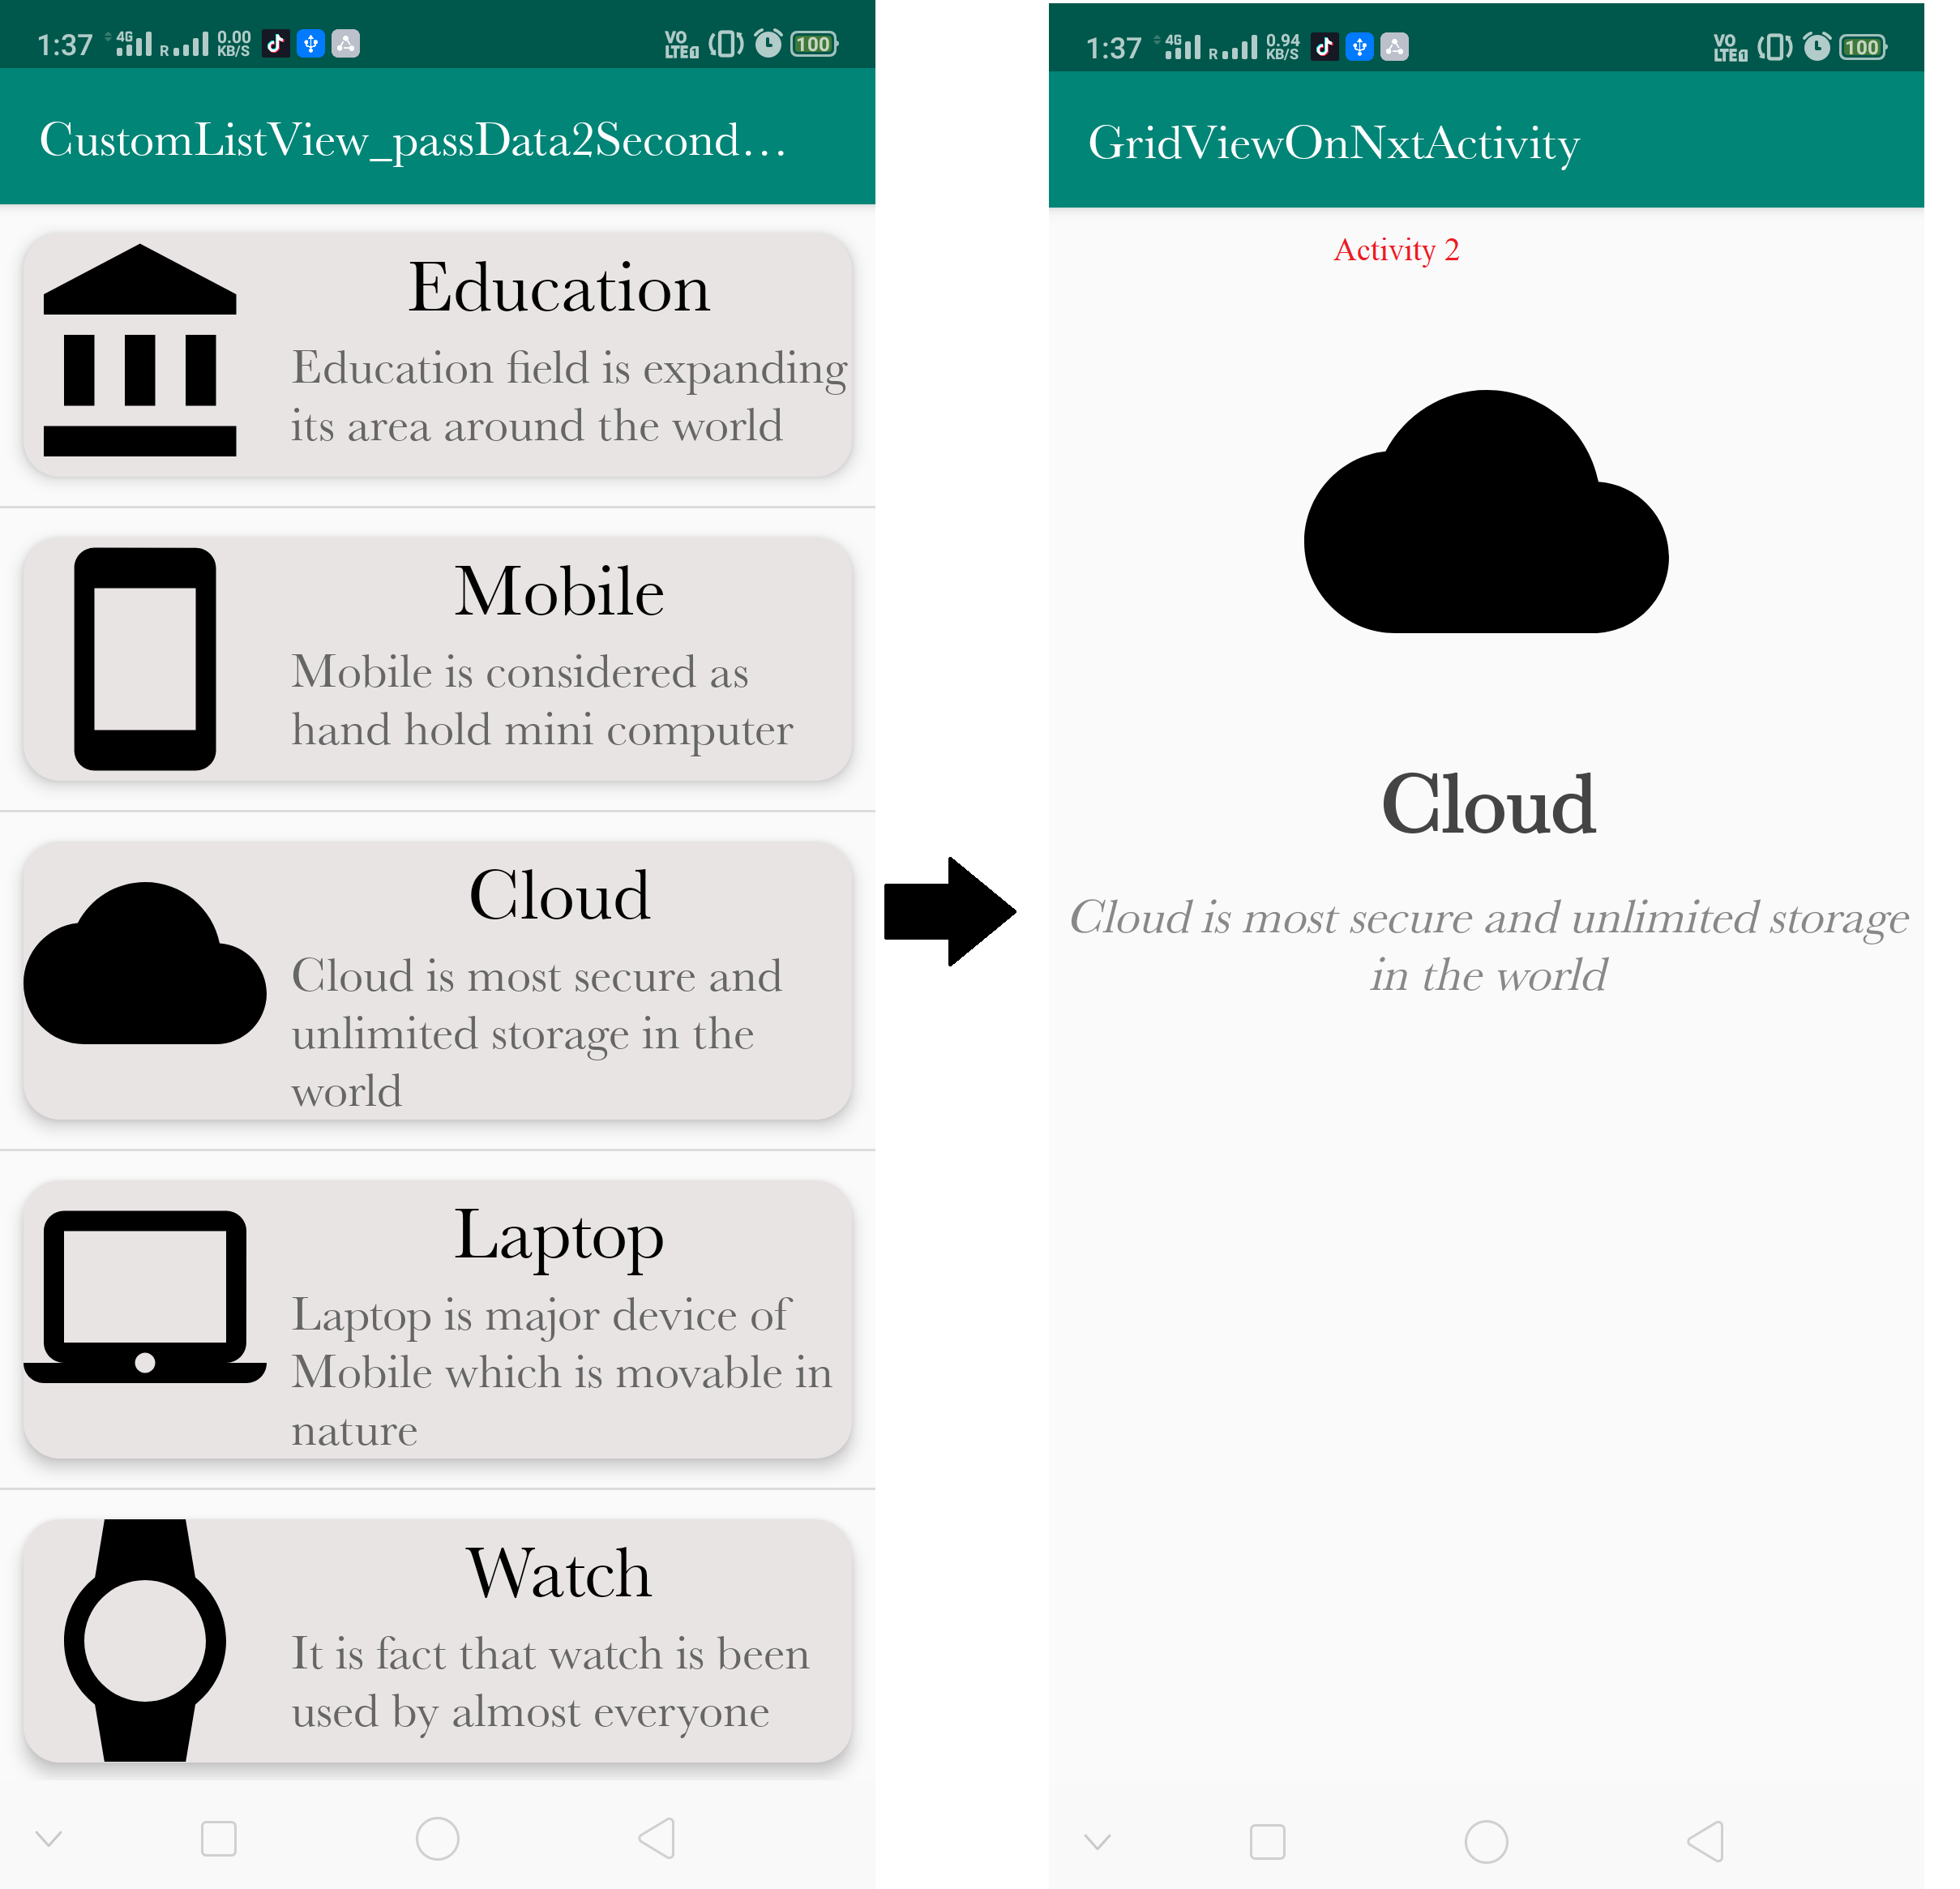 1:37 4G R 0.00 KB/S VO LTE1 100
CustomListView_passData2Second...
Education
Education field is expanding
its area around the world
Mobile
Mobile is considered as
hand hold mini computer
Cloud
Cloud is most secure and
unlimited storage in the
world
Laptop
Laptop is major device of
Mobile which is movable in
nature
Watch
It is fact that watch is been
used by almost everyone
1:37 4G R 0.94 KB/S VO LTE1 100
GridViewOnNxtActivity
Activity 2
Cloud
Cloud is most secure and unlimited storage
in the world